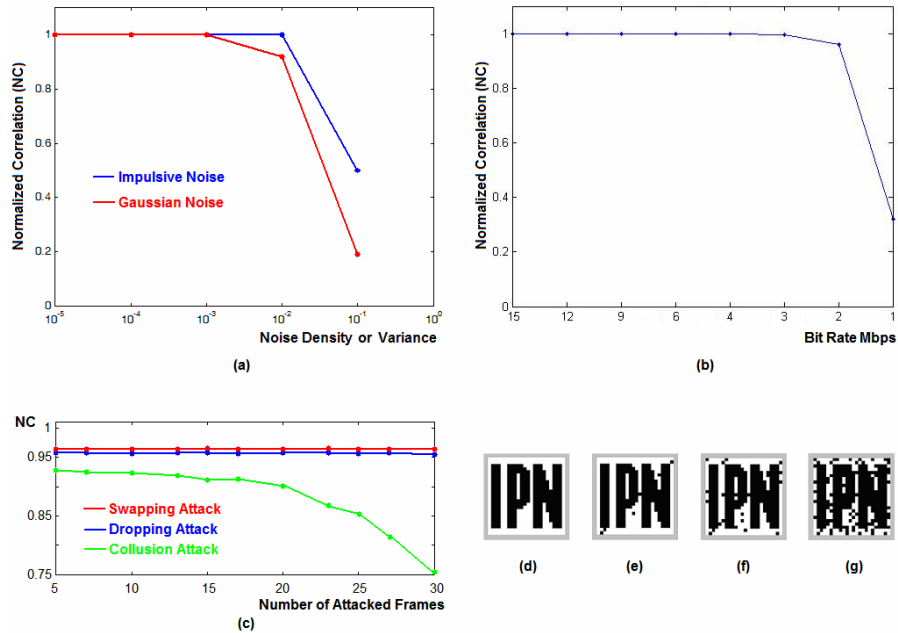 1
0.8
0.6
0.4
0.2
0
Normalized Correlation (NC)
Impulsive Noise
Gaussian Noise
10^-5 10^-4 10^-3 10^-2 10^-1 10^0
Noise Density or Variance
(a)
1
0.8
0.6
0.4
0.2
0
Normalized Correlation (NC)
15 12 9 6 4 3 2 1
Bit Rate Mbps
(b)
NC
1
0.95
0.85
0.75
Swapping Attack
Dropping Attack
Collusion Attack
5 10 15 20 25 30
Number of Attacked Frames
(c)
IPN IPN IPN IPN
(d) (e) (f) (g)